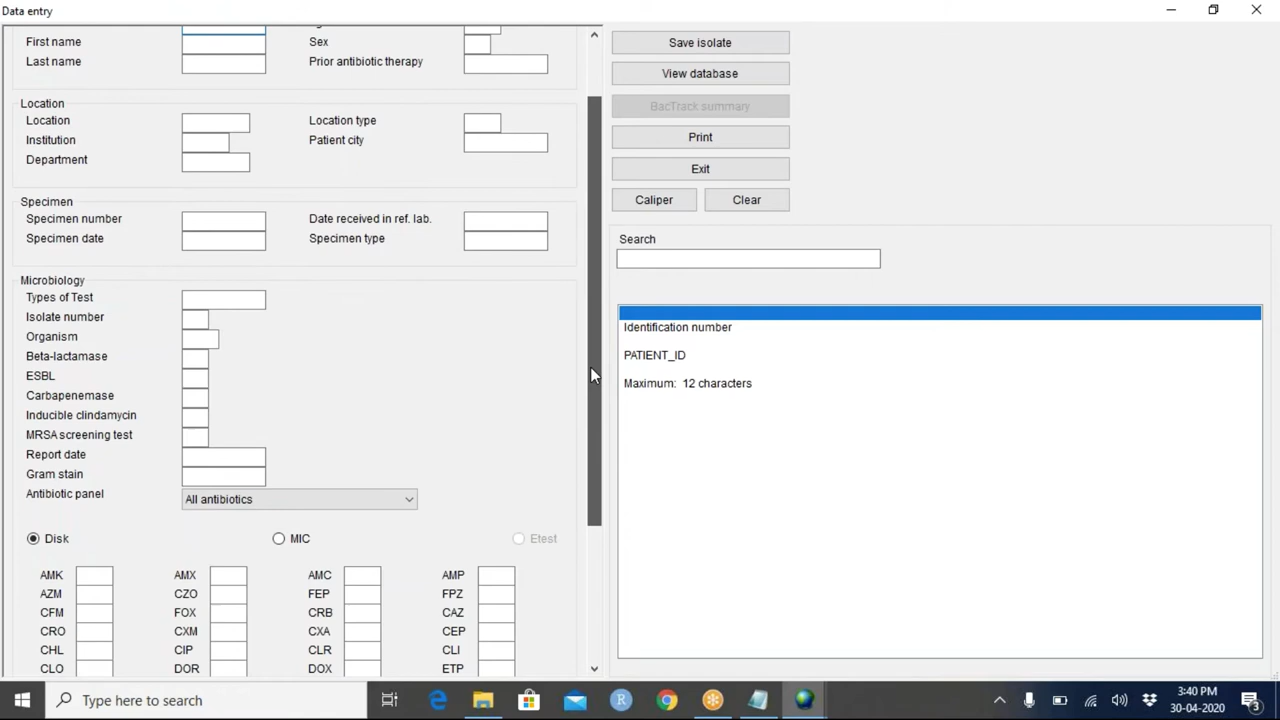 Data entry
First name Sex
Last name Prior antibiotic therapy
Location
Location Location type
Institution Patient city
Department
Specimen
Specimen number Date received in ref. lab.
Specimen date Specimen type
Microbiology
Types of Test
Isolate number
Organism
Beta-lactamase
ESBL
Carbapenemase
Inducible clindamycin
MRSA screening test
Report date
Gram stain
Antibiotic panel All antibiotics
Disk MIC Etest
AMK AMX AMC AMP
AZM CZO FEP FPZ
CFM FOX CRB CAZ
CRO CXM CXA CEP
CHL CIP CLR CLI
CLO DOR DOX ETP
Save isolate
View database
BacTrack summary
Print
Exit
Caliper Clear
Search
Identification number
PATIENT_ID
Maximum: 12 characters
Type here to search
R
3:40 PM
30-04-2020
3